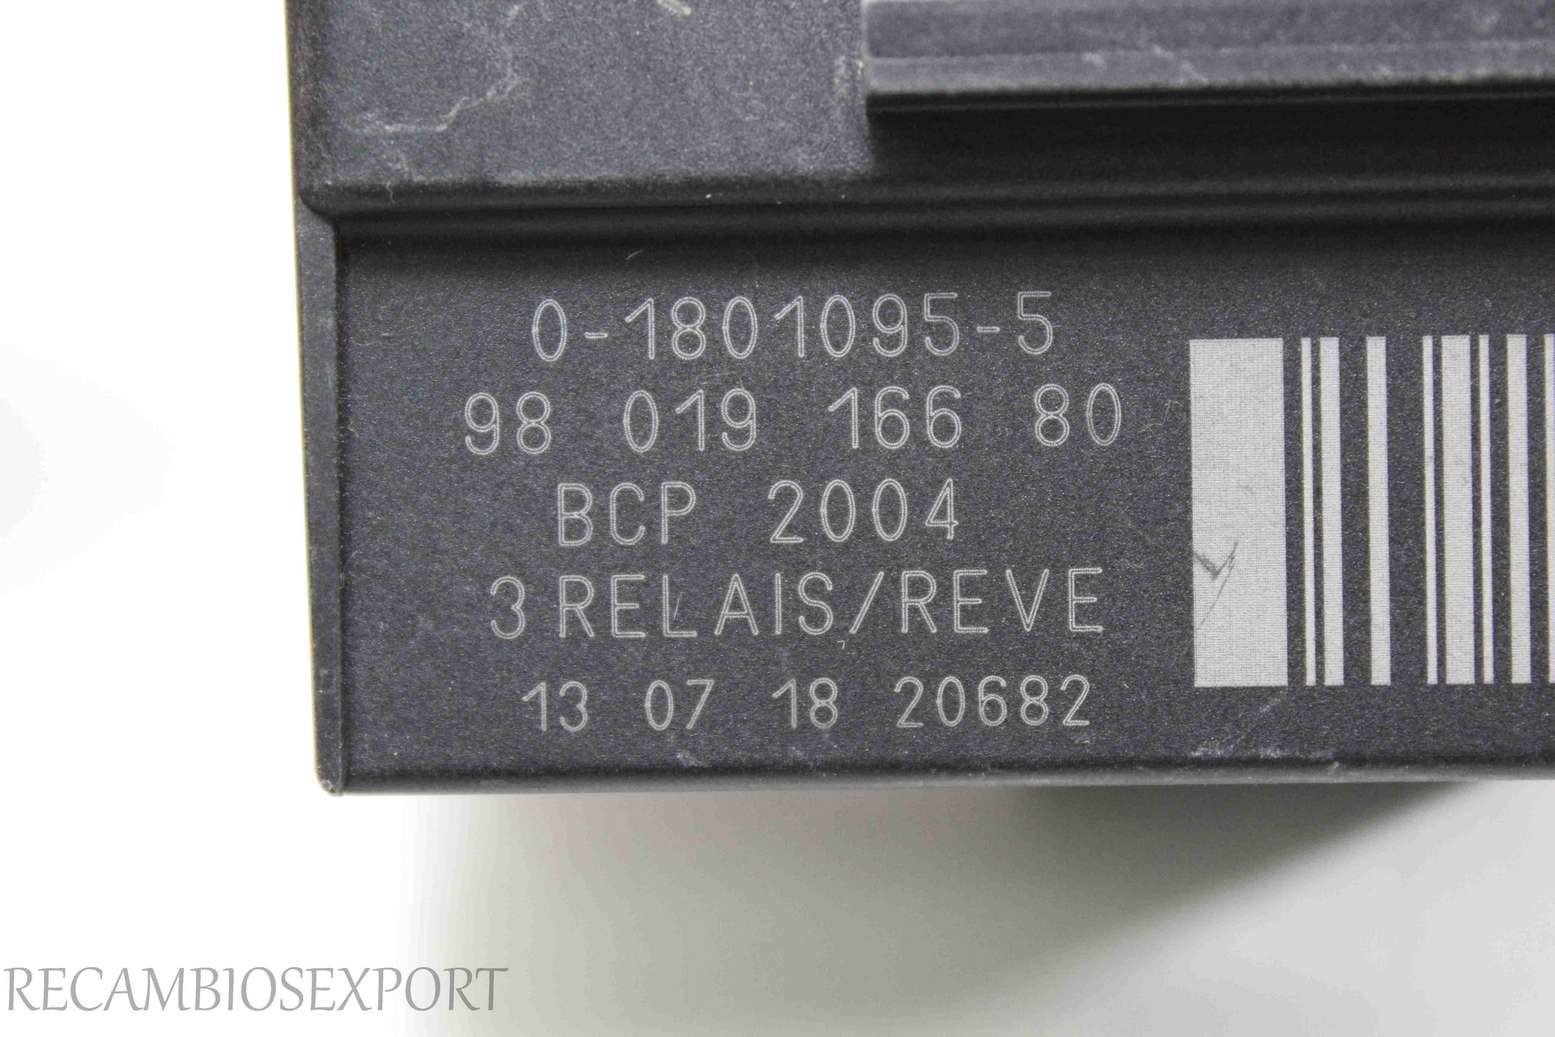 0-1801095-5
98 019 166 80
BCP 2004
3 RELAIS/REVE
13 07 18 20682
RECAMBIOSEXPORT